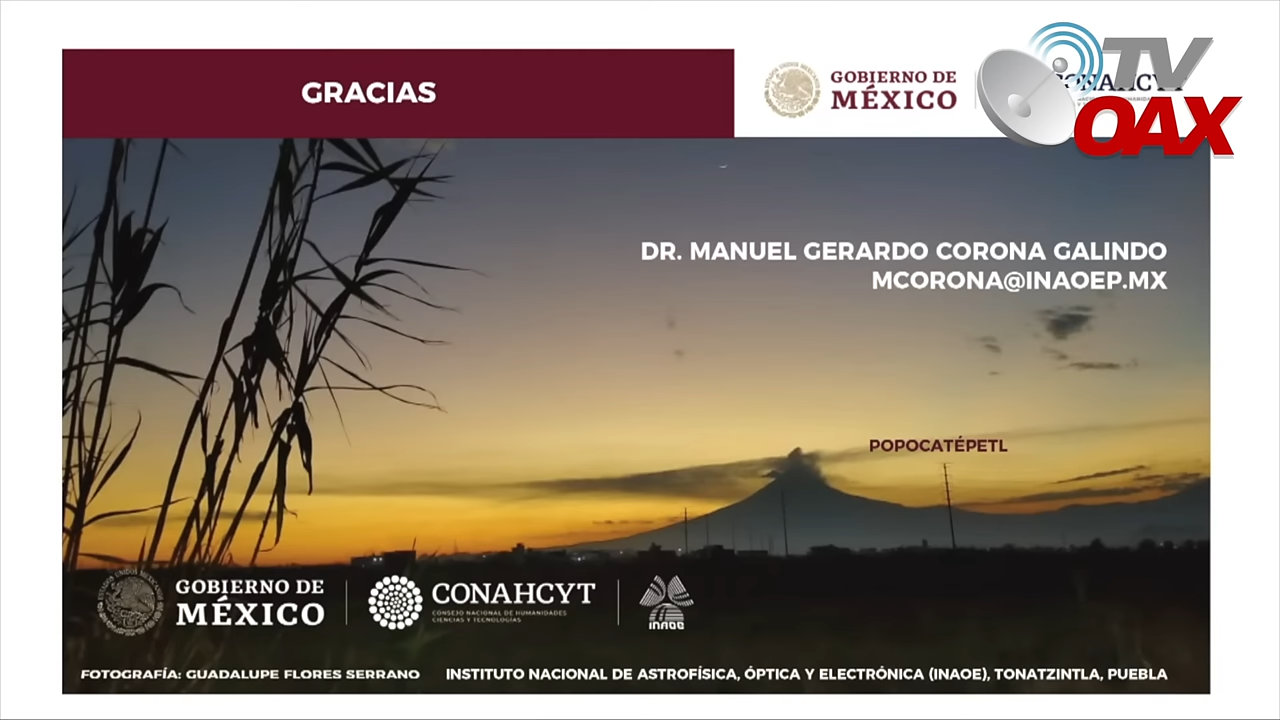 GRACIAS
GOBIERNO DE
MÉXICO
CONAHCYT
TV
OAX
DR. MANUEL GERARDO CORONA GALINDO
MCORONA@INAOEP.MX
POPOCATÉPETL
GOBIERNO DE
MÉXICO
CONAHCYT
CONSEJO NACIONAL DE HUMANIDADES
CIENCIAS Y TECNOLOGÍAS
INAOE
FOTOGRAFÍA: GUADALUPE FLORES SERRANO
INSTITUTO NACIONAL DE ASTROFÍSICA, ÓPTICA Y ELECTRÓNICA (INAOE), TONATZINTLA, PUEBLA